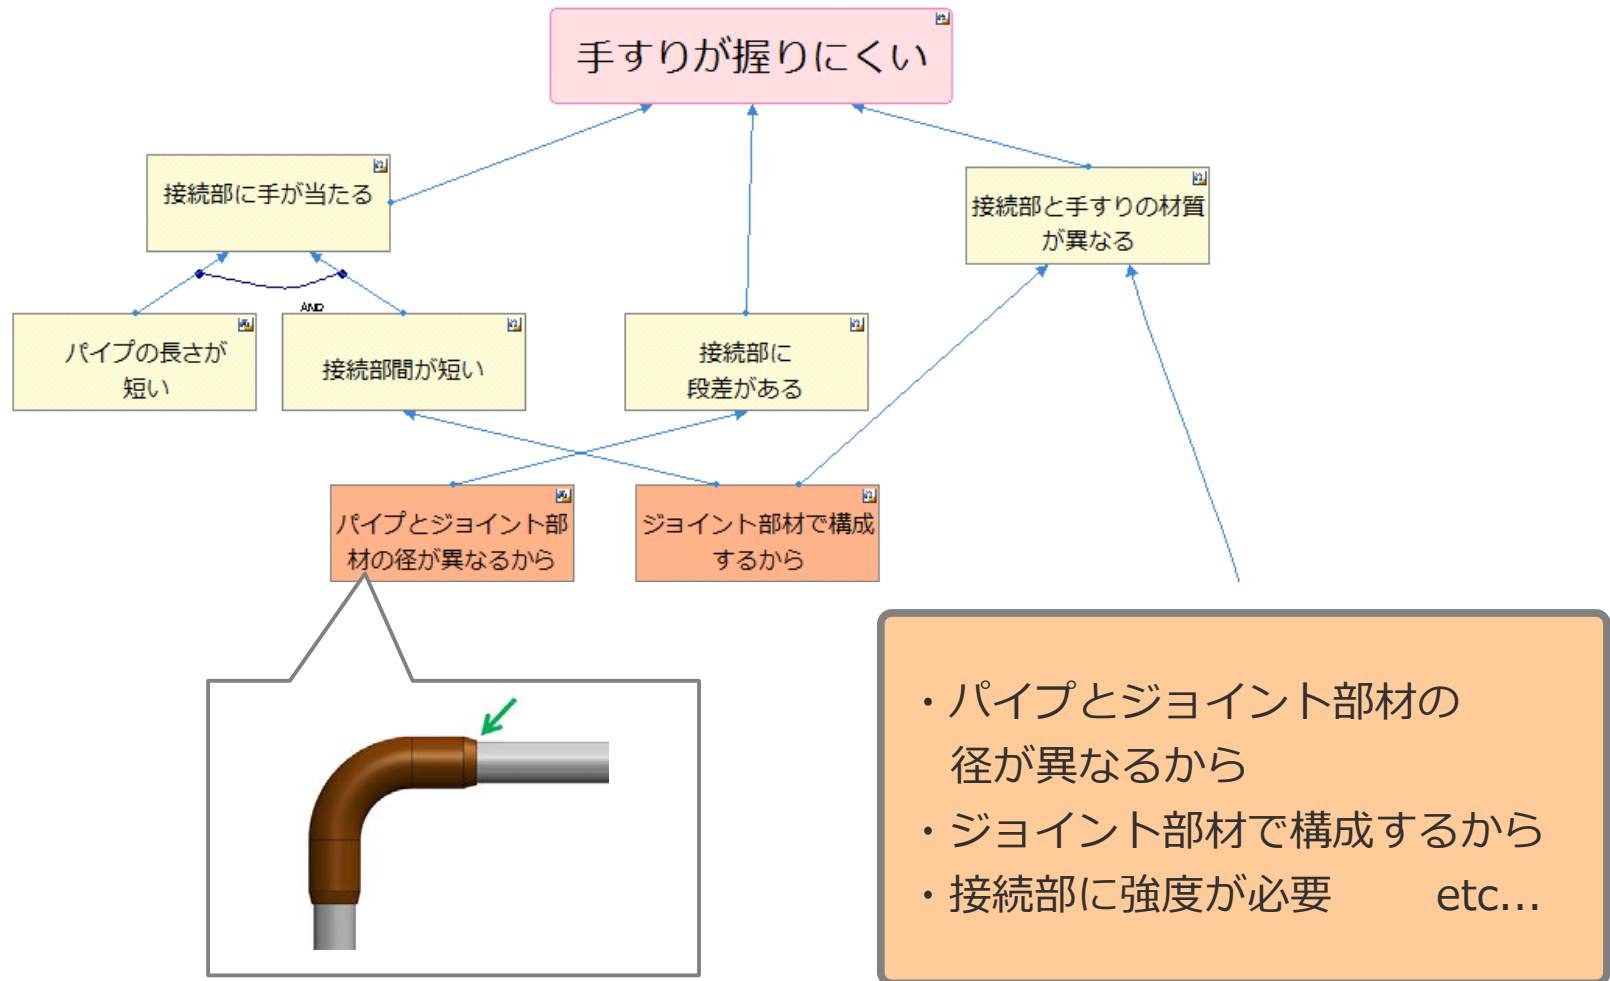 手すりが握りにくい
接続部に手が当たる
接続部と手すりの材質
が異なる
AND
パイプの長さが
短い
接続部間が短い
接続部に
段差がある
パイプとジョイント部
材の径が異なるから
ジョイント部材で構成
するから
・パイプとジョイント部材の
径が異なるから
・ジョイント部材で構成するから
・接続部に強度が必要 etc...